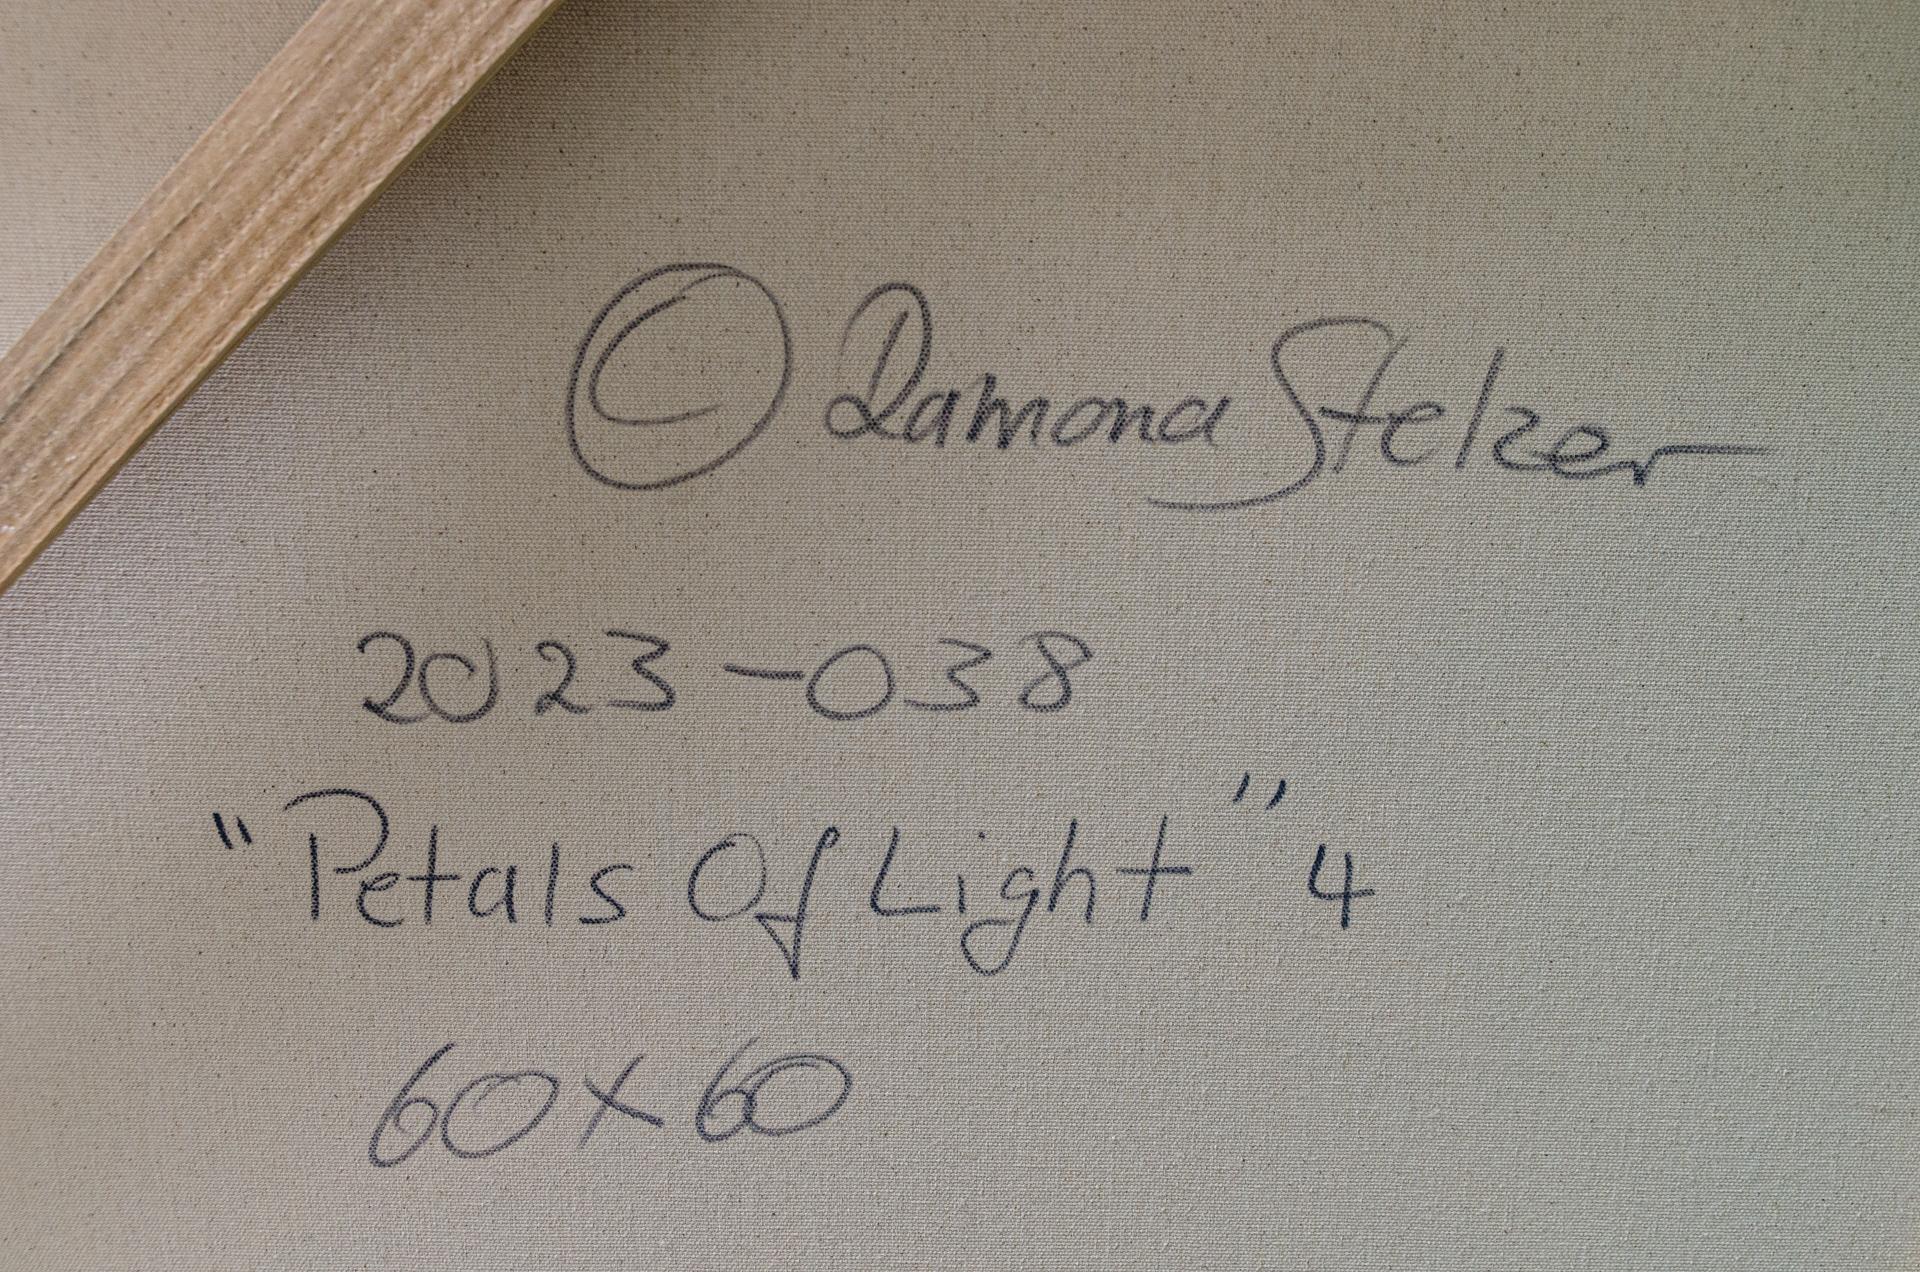 © Ramona Stelzer
2023-038
"Petals Of Light" 4
60x60